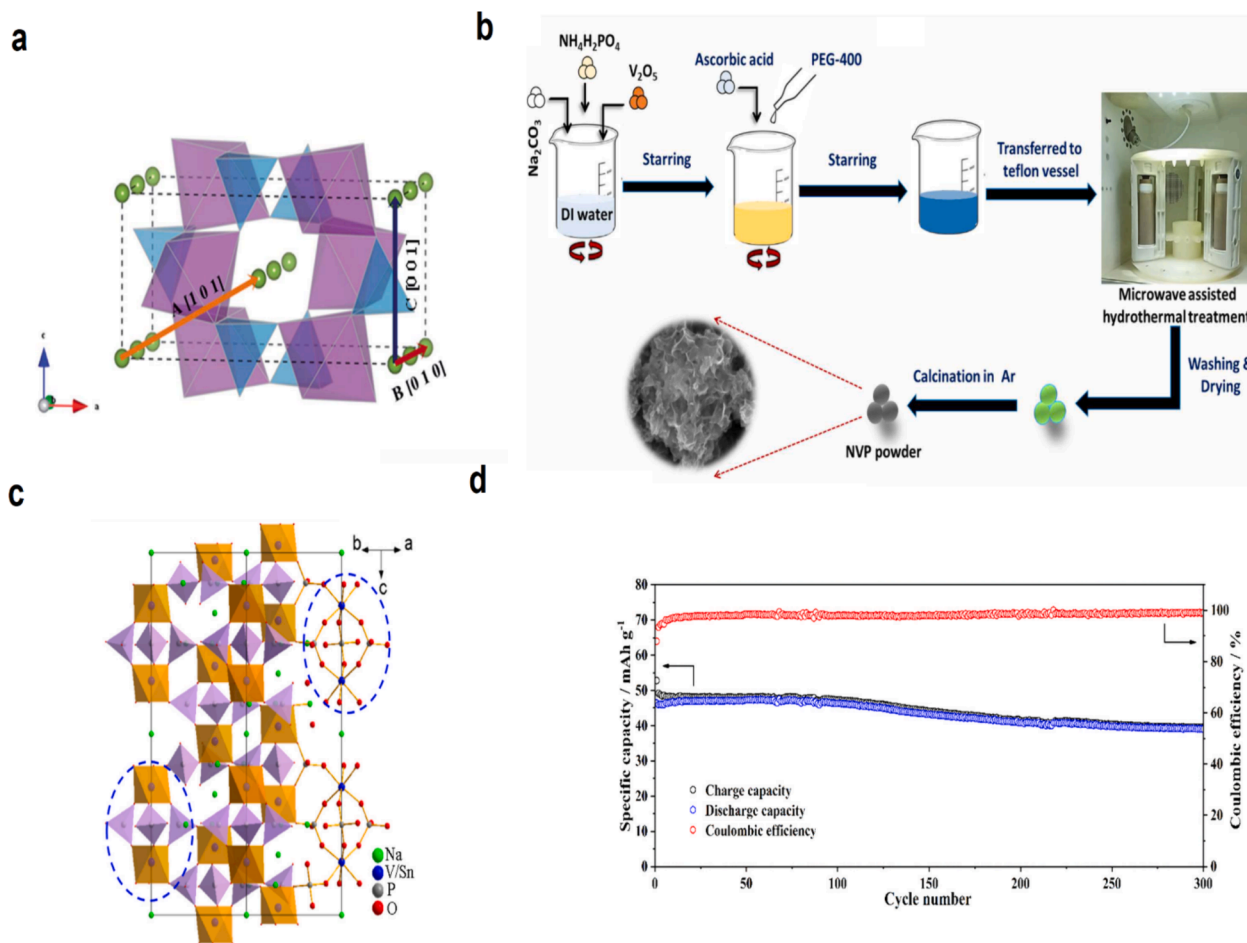 a
A [1 0 1]
C [0 0 1]
B [0 1 0]
c
a
b
NH₄H₂PO₄
V₂O₅
Na₂CO₃
DI water
Starring
Ascorbic acid
PEG-400
Starring
Transferred
to teflon vessel
Microwave assisted
hydrothermal treatment
Washing &
Drying
Calcination in Ar
NVP powder
c
b
a
c
Na
V/Sn
P
O
d
Specific capacity / mAh g⁻¹
80
70
60
50
40
30
20
10
0
Charge capacity
Discharge capacity
Coulombic efficiency
0
50
100
150
200
250
300
Cycle number
100
80
60
40
20
0
Coulombic efficiency / %